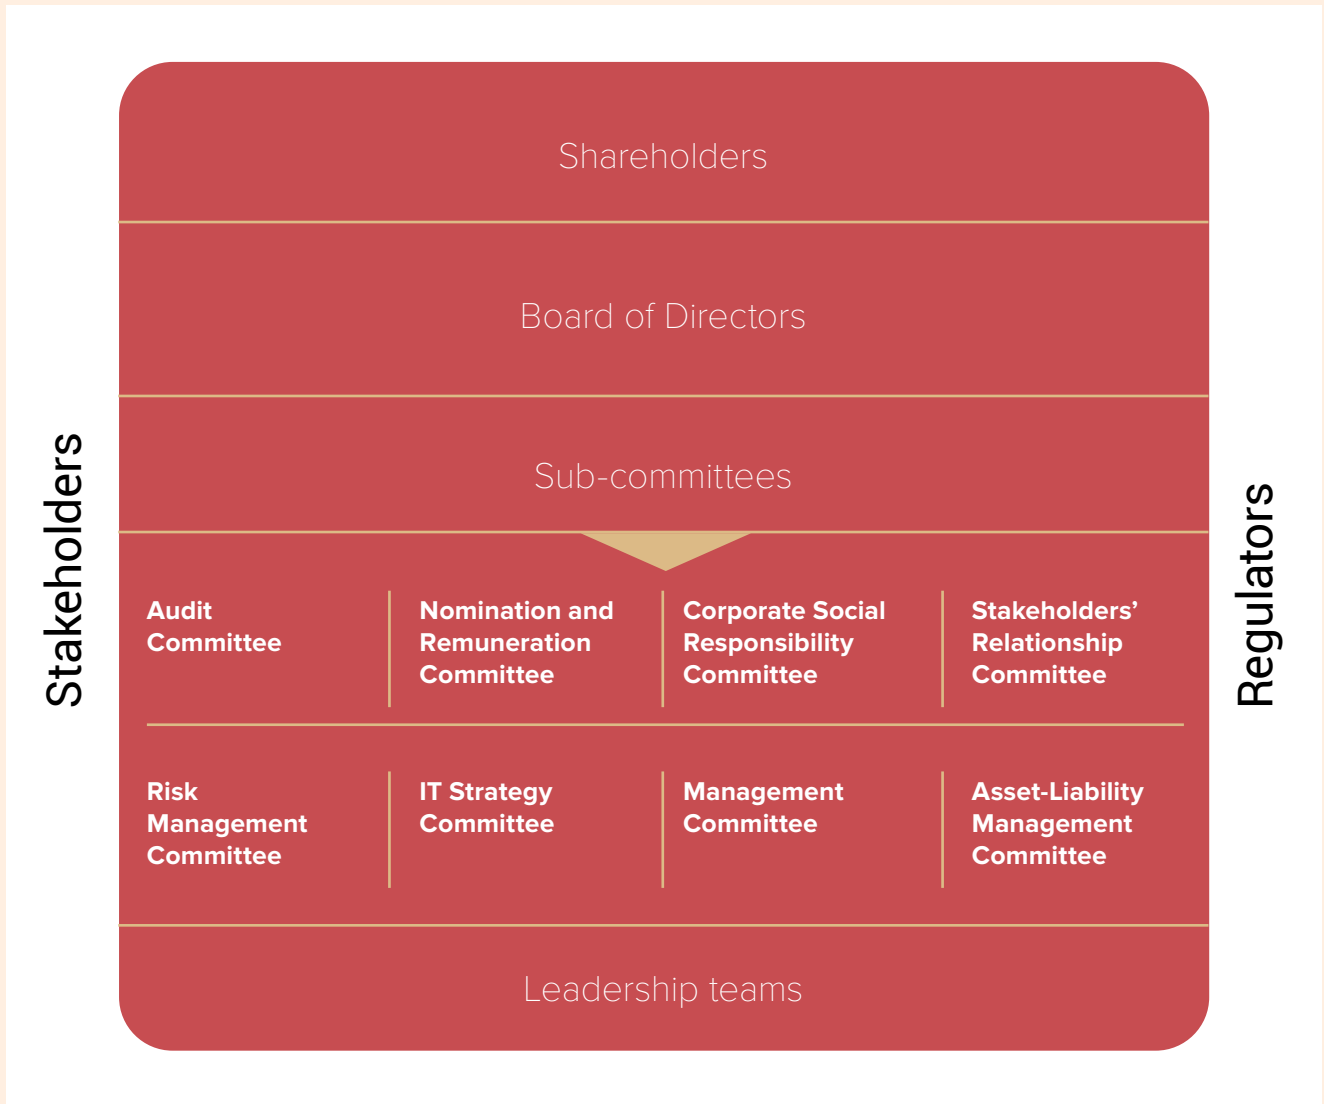 Shareholders
Board of Directors
Sub-committees
Stakeholders
Regulators
Audit
Committee
Nomination and
Remuneration
Committee
Corporate Social
Responsibility
Committee
Stakeholders’
Relationship
Committee
Risk
Management
Committee
IT Strategy
Committee
Management
Committee
Asset-Liability
Management
Committee
Leadership teams